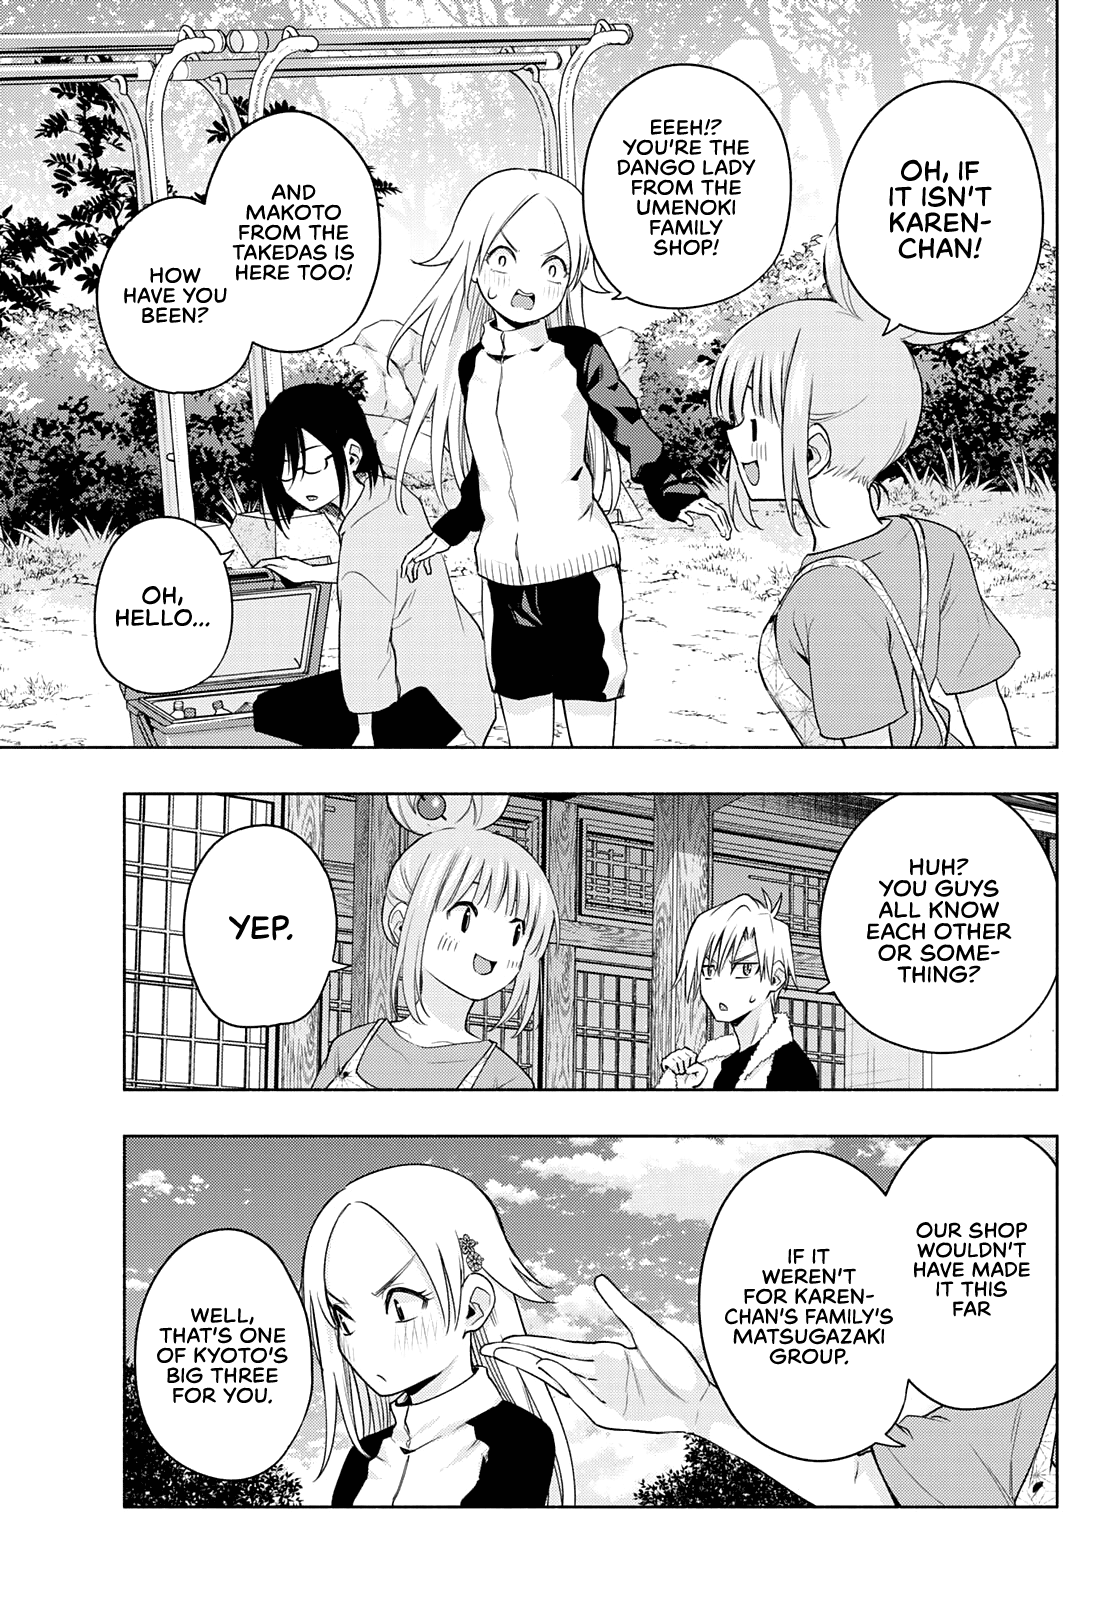 OH, IF
IT ISN'T
KAREN-
CHAN!
EEEH!?
YOU'RE THE
DANGO LADY
FROM THE
UMENOKI
FAMILY
SHOP!
AND
MAKOTO
FROM THE
TAKEDAS IS
HERE TOO!
HOW
HAVE YOU
BEEN?
OH,
HELLO...
HUH?
YOU GUYS
ALL KNOW
EACH OTHER
OR SOME-
THING?
YEP.
OUR SHOP
WOULDN'T
HAVE MADE
IT THIS
FAR
IF IT
WEREN'T
FOR KAREN-
CHAN'S FAMILY'S
MATSUGAZAKI
GROUP.
WELL,
THAT'S ONE
OF KYOTO'S
BIG THREE
FOR YOU.